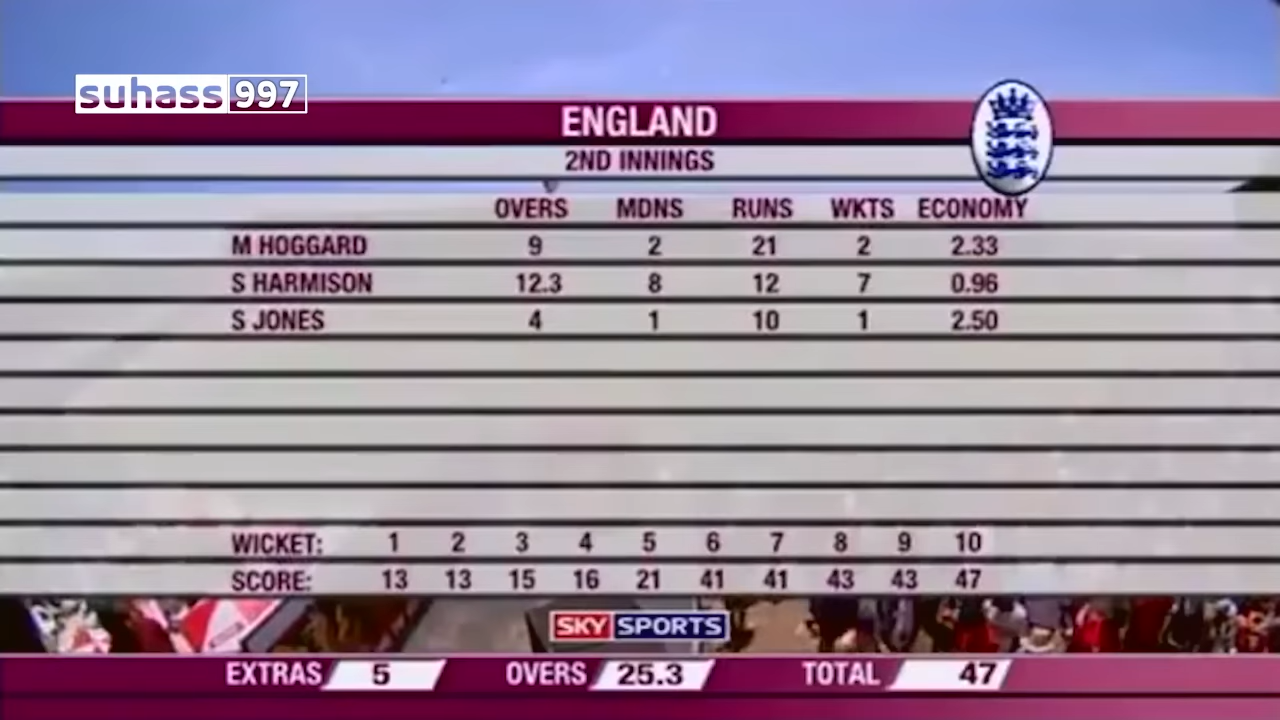 suhass 997
ENGLAND
2ND INNINGS
OVERS MDNS RUNS WKTS ECONOMY
M HOGGARD 9 2 21 2 2.33
S HARMISON 12.3 8 12 7 0.96
S JONES 4 1 10 1 2.50
WICKET: 1 2 3 4 5 6 7 8 9 10
SCORE: 13 13 15 16 21 41 41 43 43 47
SKY SPORTS
EXTRAS 5 OVERS 25.3 TOTAL 47